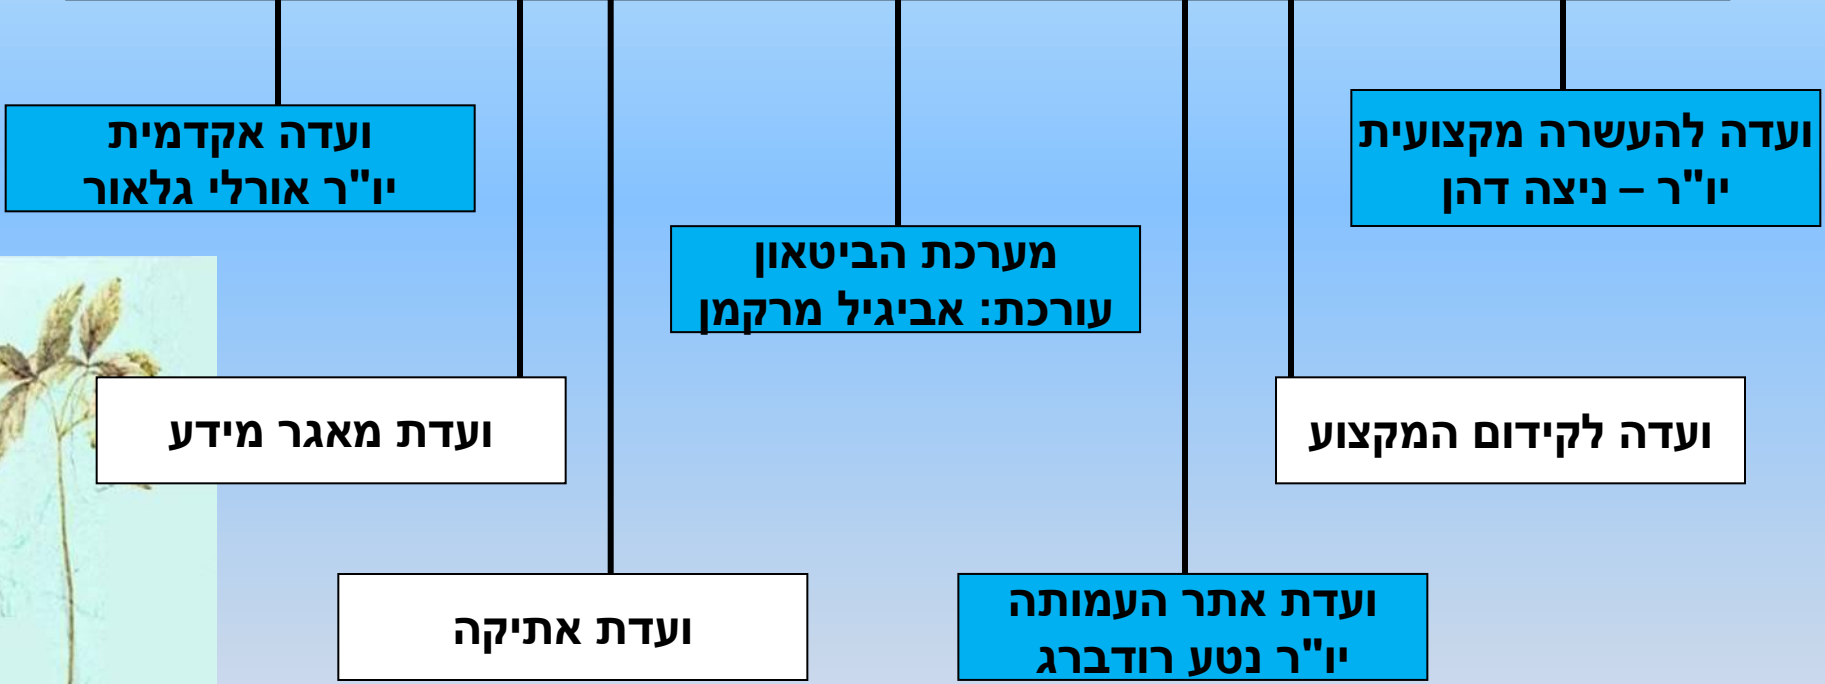 ועדה להעשרה מקצועית
יו"ר – ניצה דהן
ועדה אקדמית
יו"ר אורלי גלאור
מערכת הביטאון
עורכת: אביגיל מרקמן
ועדה לקידום המקצוע
ועדת מאגר מידע
ועדת אתר העמותה
יו"ר נטע רודברג
ועדת אתיקה